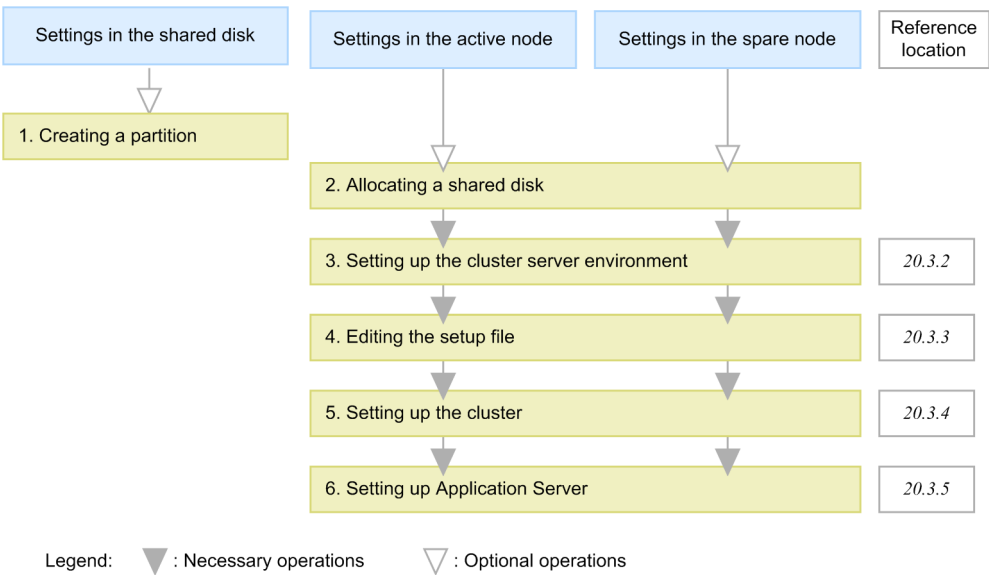 Settings in the shared disk
Settings in the active node
Settings in the spare node
Reference
location
1. Creating a partition
2. Allocating a shared disk
3. Setting up the cluster server environment
20.3.2
4. Editing the setup file
20.3.3
5. Setting up the cluster
20.3.4
6. Setting up Application Server
20.3.5
Legend: : Necessary operations : Optional operations